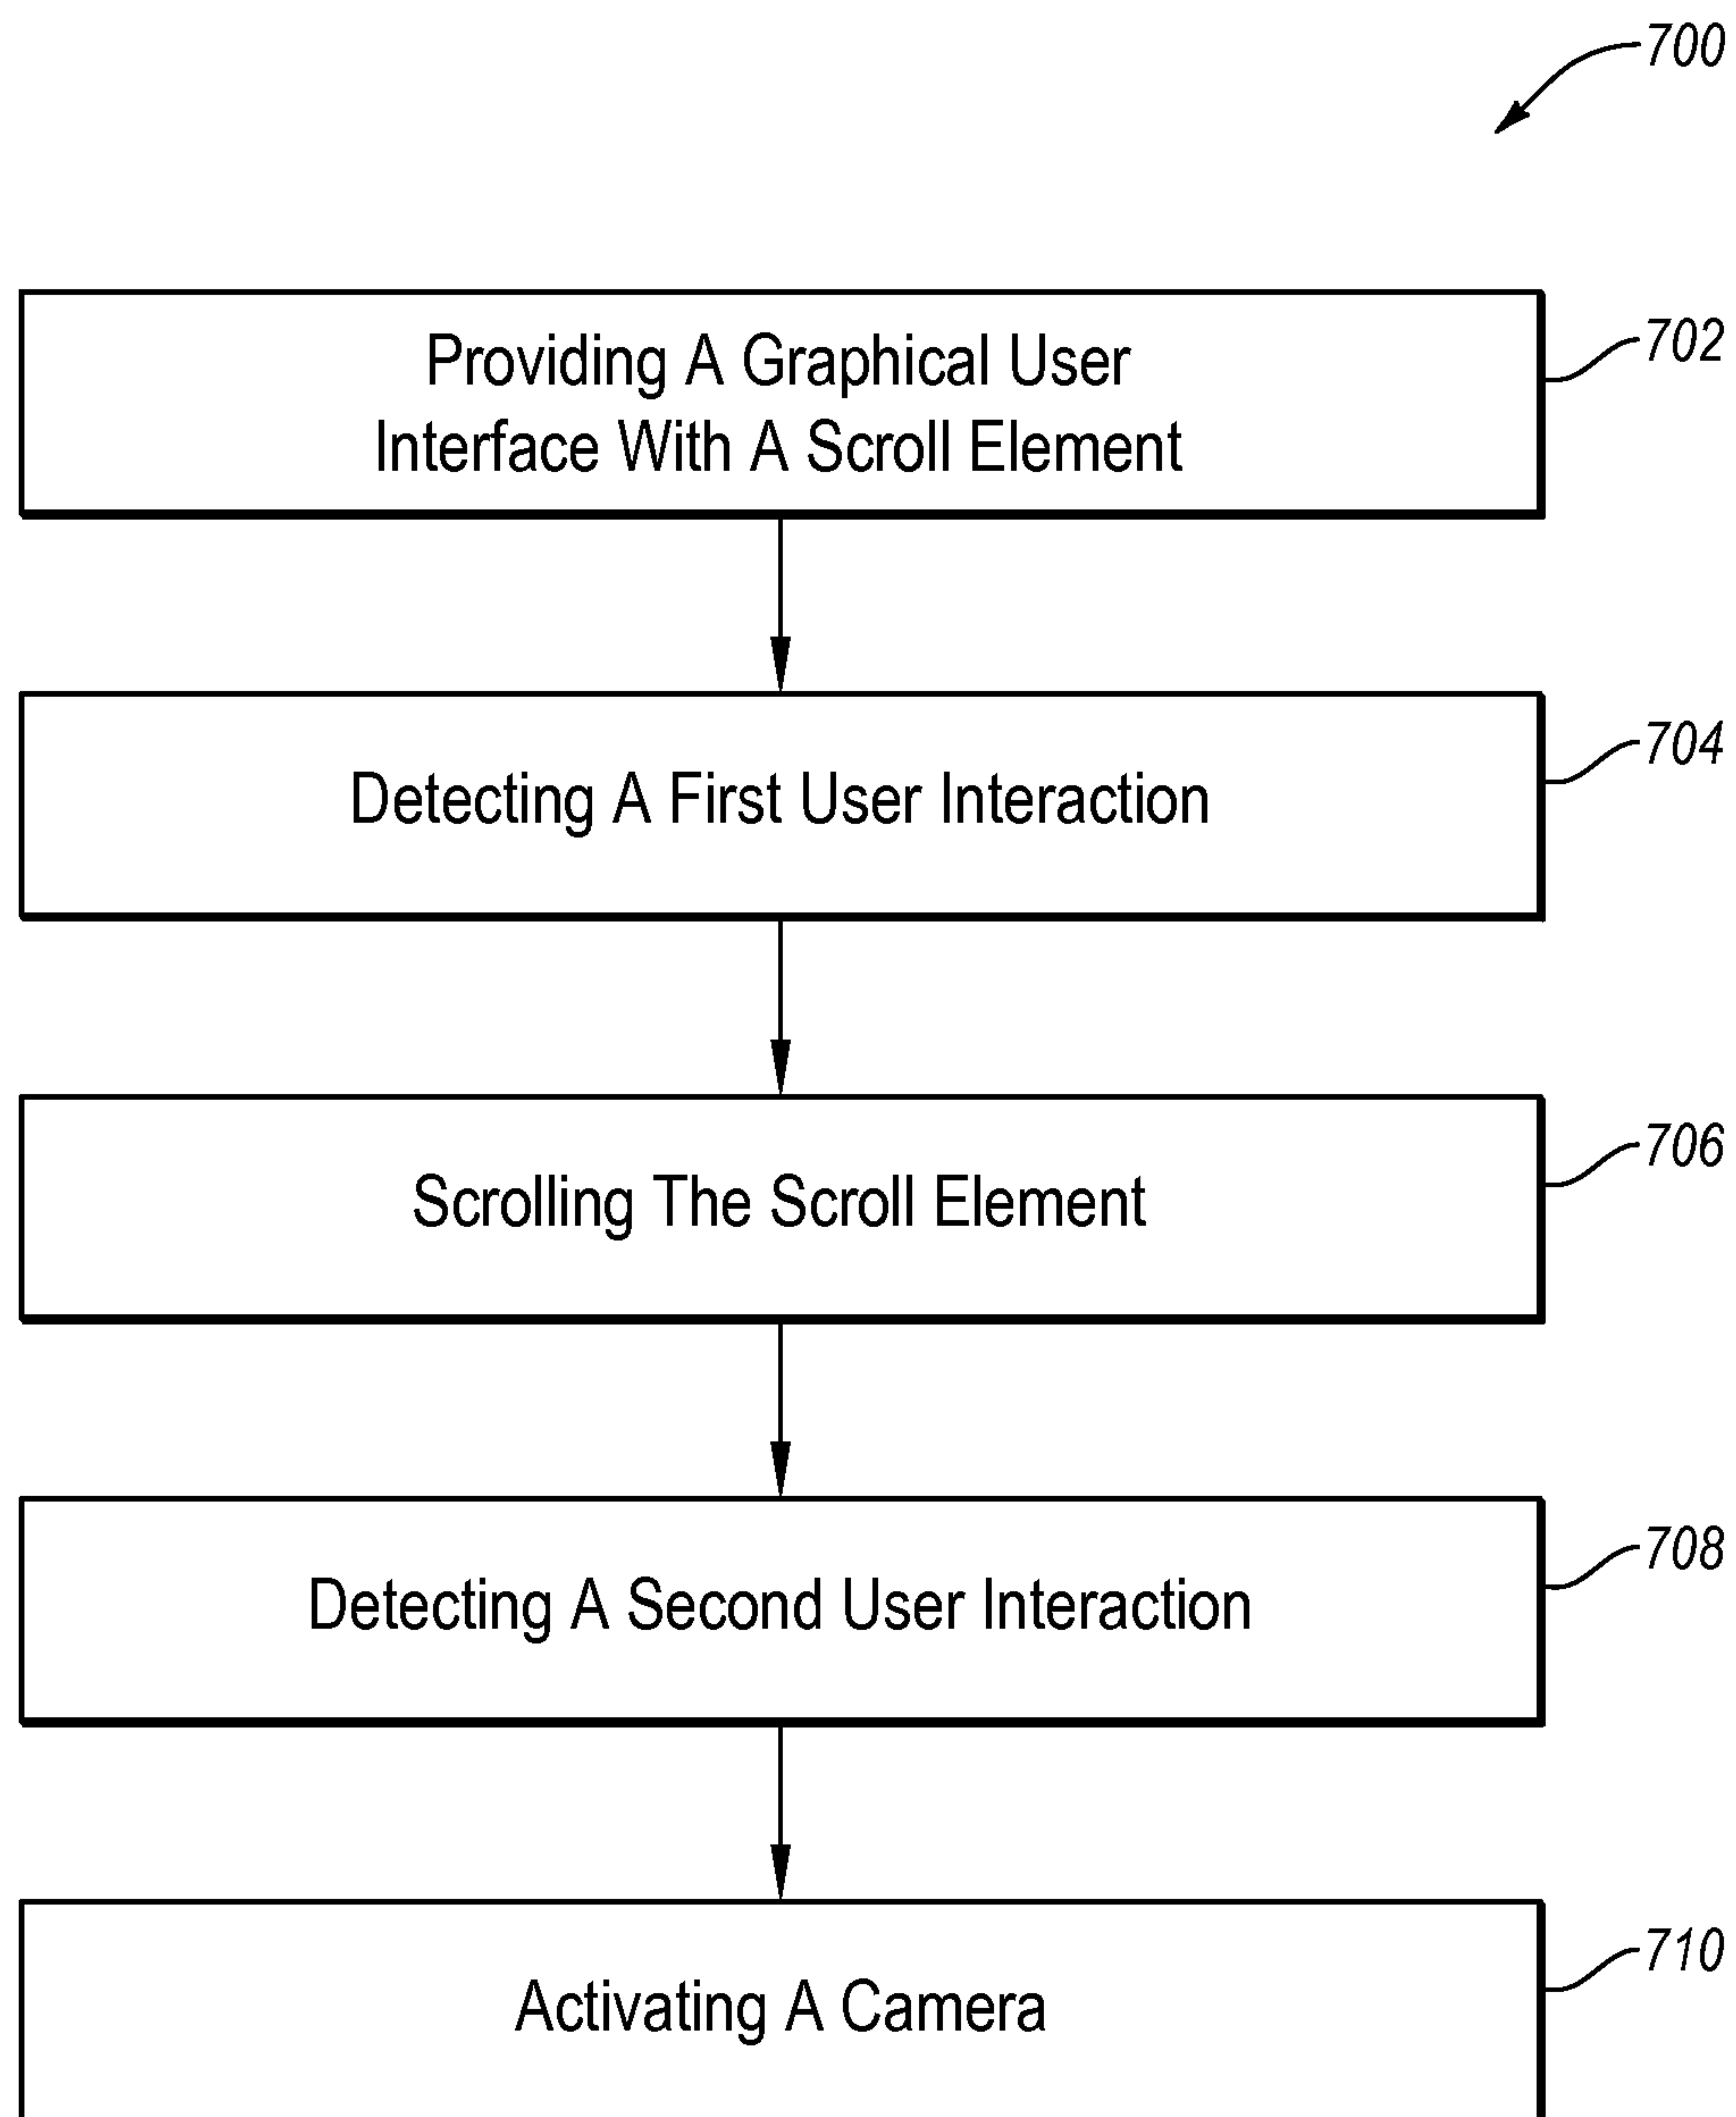 700
Providing A Graphical User
Interface With A Scroll Element
702
Detecting A First User Interaction
704
Scrolling The Scroll Element
706
Detecting A Second User Interaction
708
Activating A Camera
710